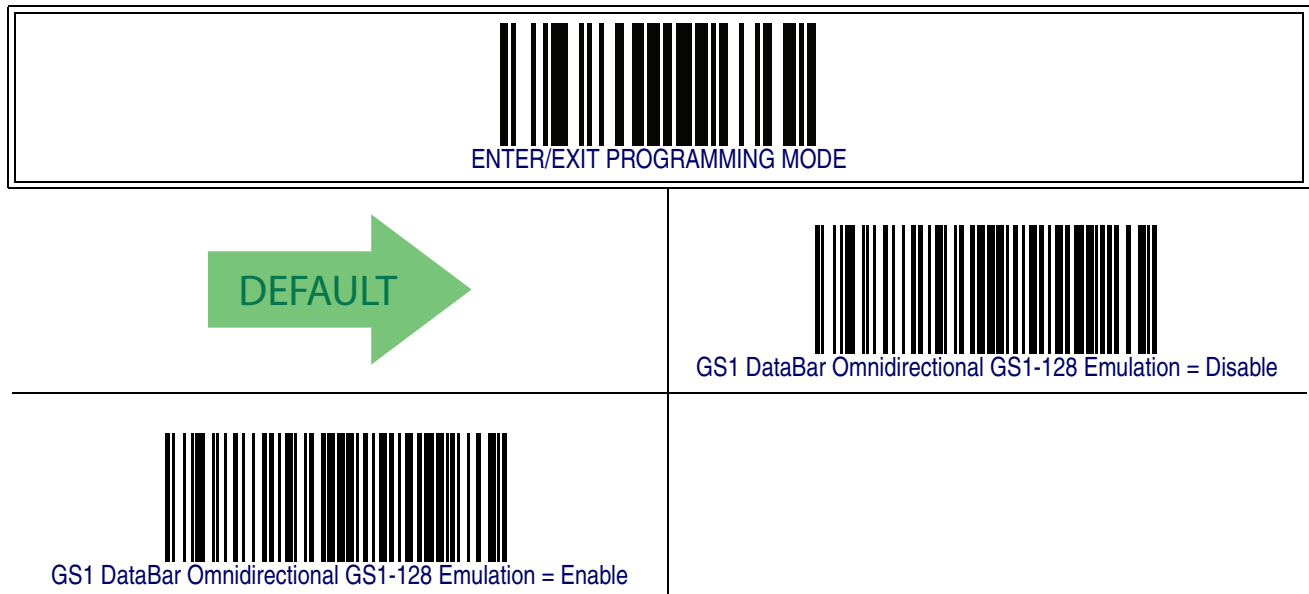 ENTER/EXIT PROGRAMMING MODE
DEFAULT
GS1 DataBar Omnidirectional GS1-128 Emulation = Disable
GS1 DataBar Omnidirectional GS1-128 Emulation = Enable